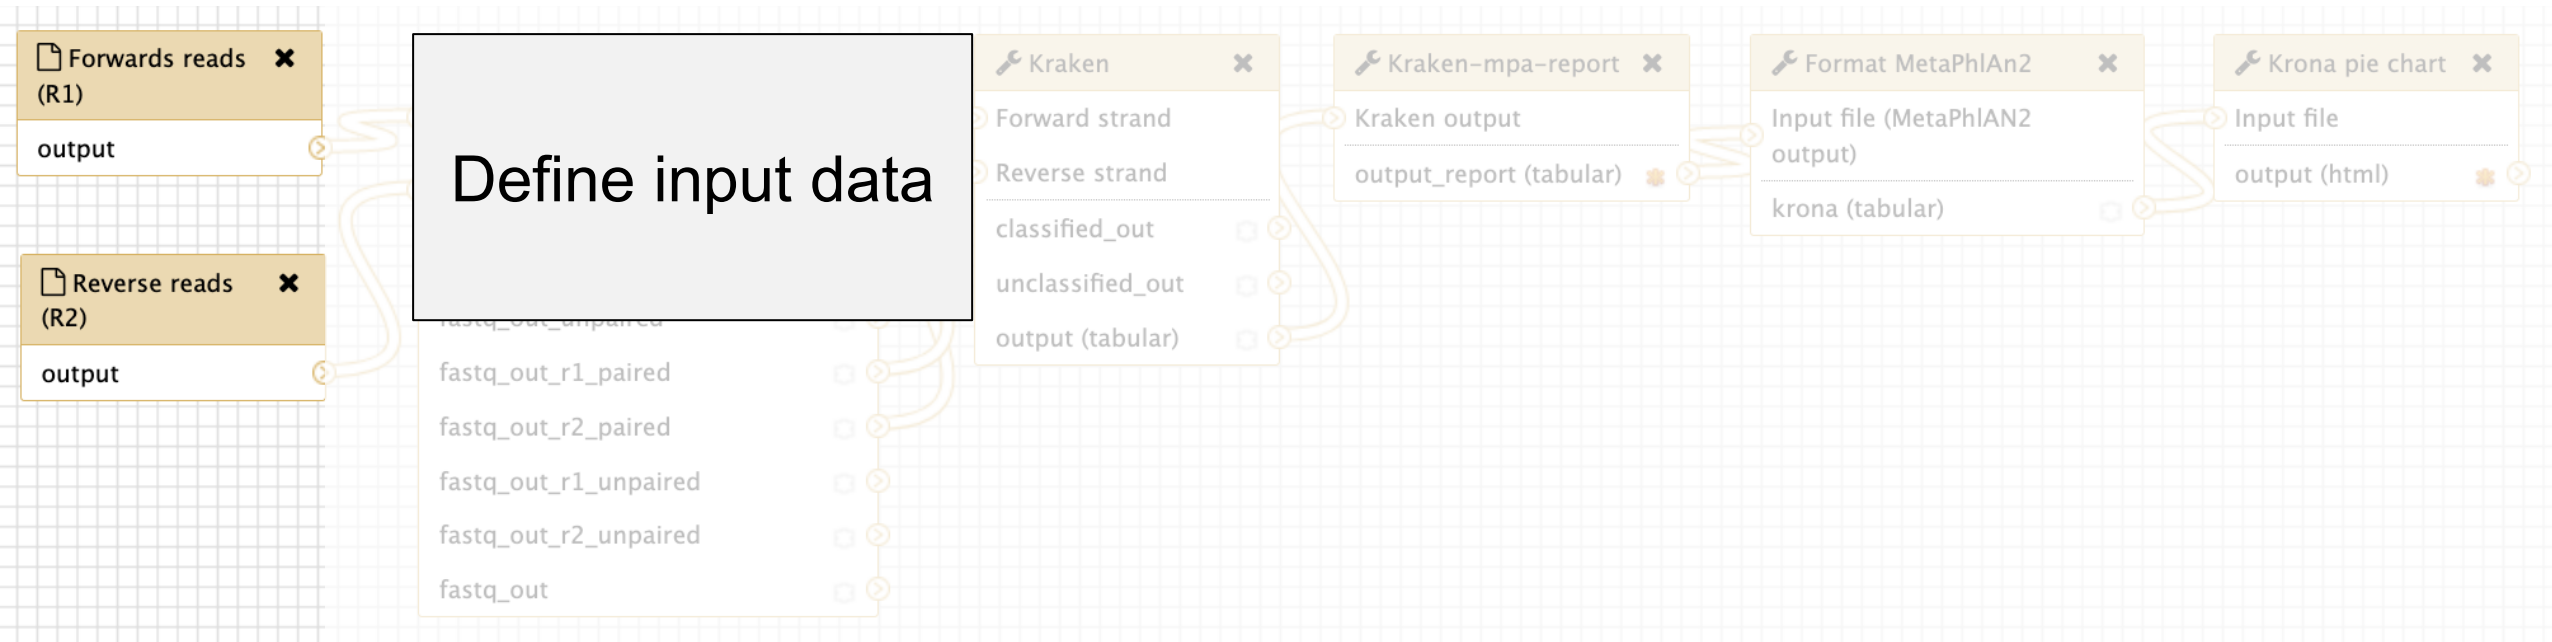 Forwards reads
(R1)
output
Reverse reads
(R2)
output
Define input data
fastq_out_unpaired
fastq_out_r1_paired
fastq_out_r2_paired
fastq_out_r1_unpaired
fastq_out_r2_unpaired
fastq_out
Kraken
Forward strand
Reverse strand
classified_out
unclassified_out
output (tabular)
Kraken-mpa-report
Kraken output
output_report (tabular)
Format MetaPhlAn2
Input file (MetaPhlAN2
output)
krona (tabular)
Krona pie chart
Input file
output (html)